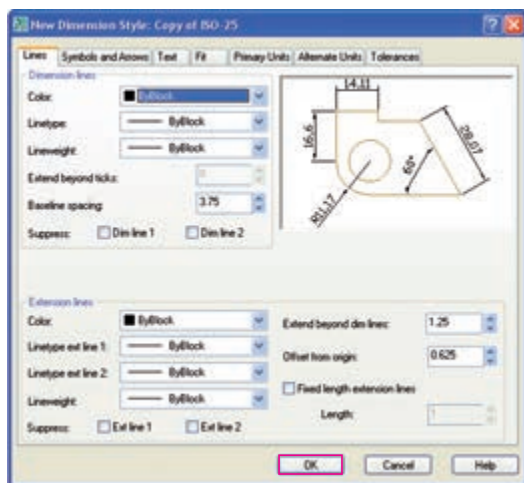 New Dimension Style: Copy of ISO-25
Lines Symbols and Arrows Text Fit Primary Units Alternate Units Tolerances
Dimension lines
Color: ByBlock
Linetype: ByBlock
Lineweight: ByBlock
Extend beyond ticks: 0
Baseline spacing: 3.75
Suppress: Dim line 1 Dim line 2
14,11
16,6
28,07
60°
R11,17
Extension lines
Color: ByBlock
Linetype ext line 1: ByBlock
Linetype ext line 2: ByBlock
Lineweight: ByBlock
Suppress: Ext line 1 Ext line 2
Extend beyond dim lines: 1.25
Offset from origin: 0.625
Fixed length extension lines
Length: 1
OK Cancel Help